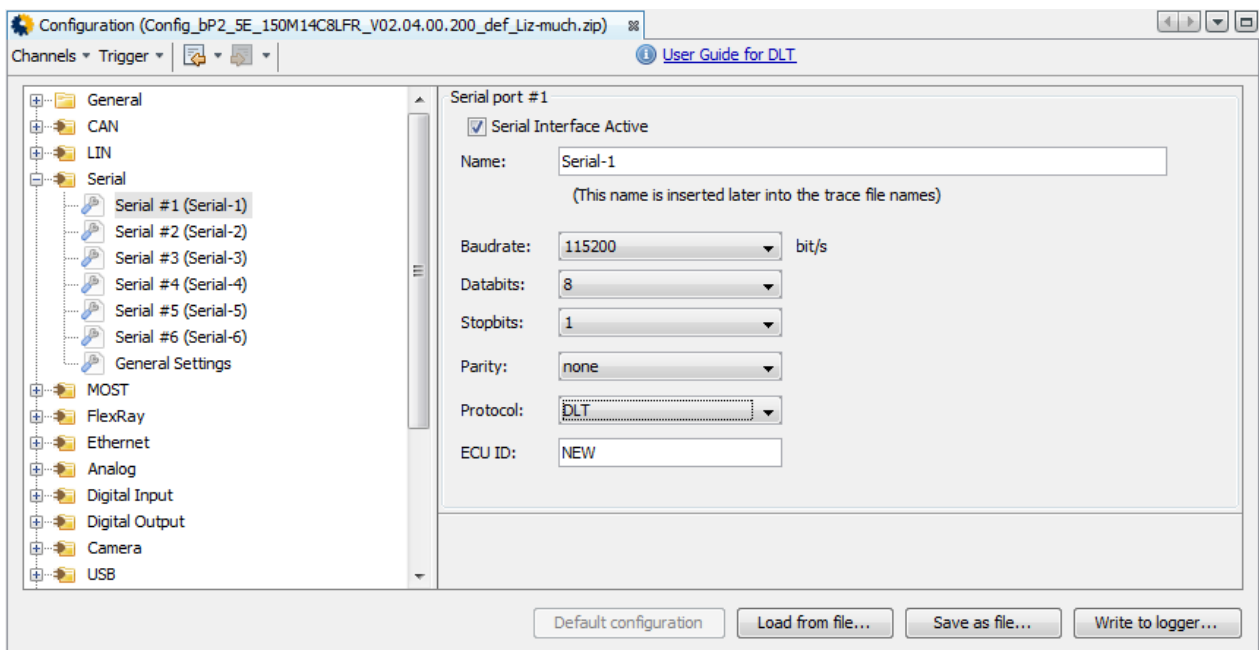 Configuration (Config_bP2_5E_150M14C8LFR_V02.04.00.200_def_Liz-much.zip)
Channels Trigger
User Guide for DLT
General
CAN
LIN
Serial
Serial #1 (Serial-1)
Serial #2 (Serial-2)
Serial #3 (Serial-3)
Serial #4 (Serial-4)
Serial #5 (Serial-5)
Serial #6 (Serial-6)
General Settings
MOST
FlexRay
Ethernet
Analog
Digital Input
Digital Output
Camera
USB
Serial port #1
Serial Interface Active
Name: Serial-1
(This name is inserted later into the trace file names)
Baudrate: 115200 bit/s
Databits: 8
Stopbits: 1
Parity: none
Protocol: DLT
ECU ID: NEW
Default configuration Load from file... Save as file... Write to logger...